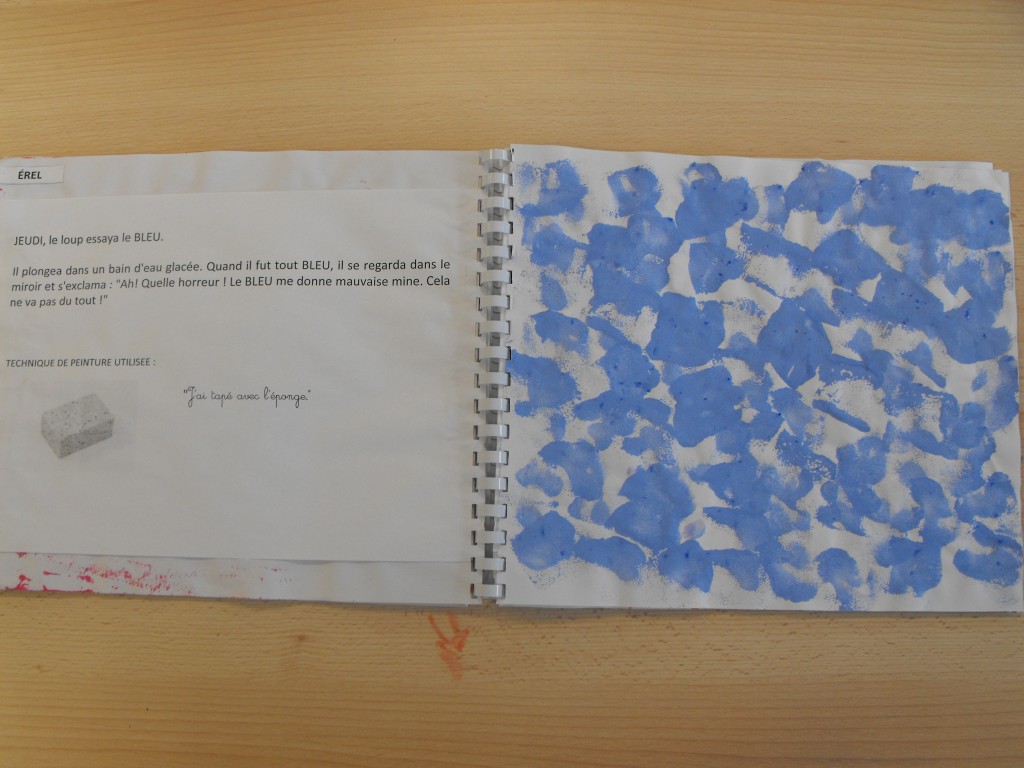 ÉREL
JEUDI, le loup essaya le BLEU.
Il plongea dans un bain d'eau glacée. Quand il fut tout BLEU, il se regarda dans le
miroir et s'exclama : "Ah! Quelle horreur ! Le BLEU me donne mauvaise mine. Cela
ne va pas du tout !"
TECHNIQUE DE PEINTURE UTILISEE :
"J'ai tapé avec l'éponge."